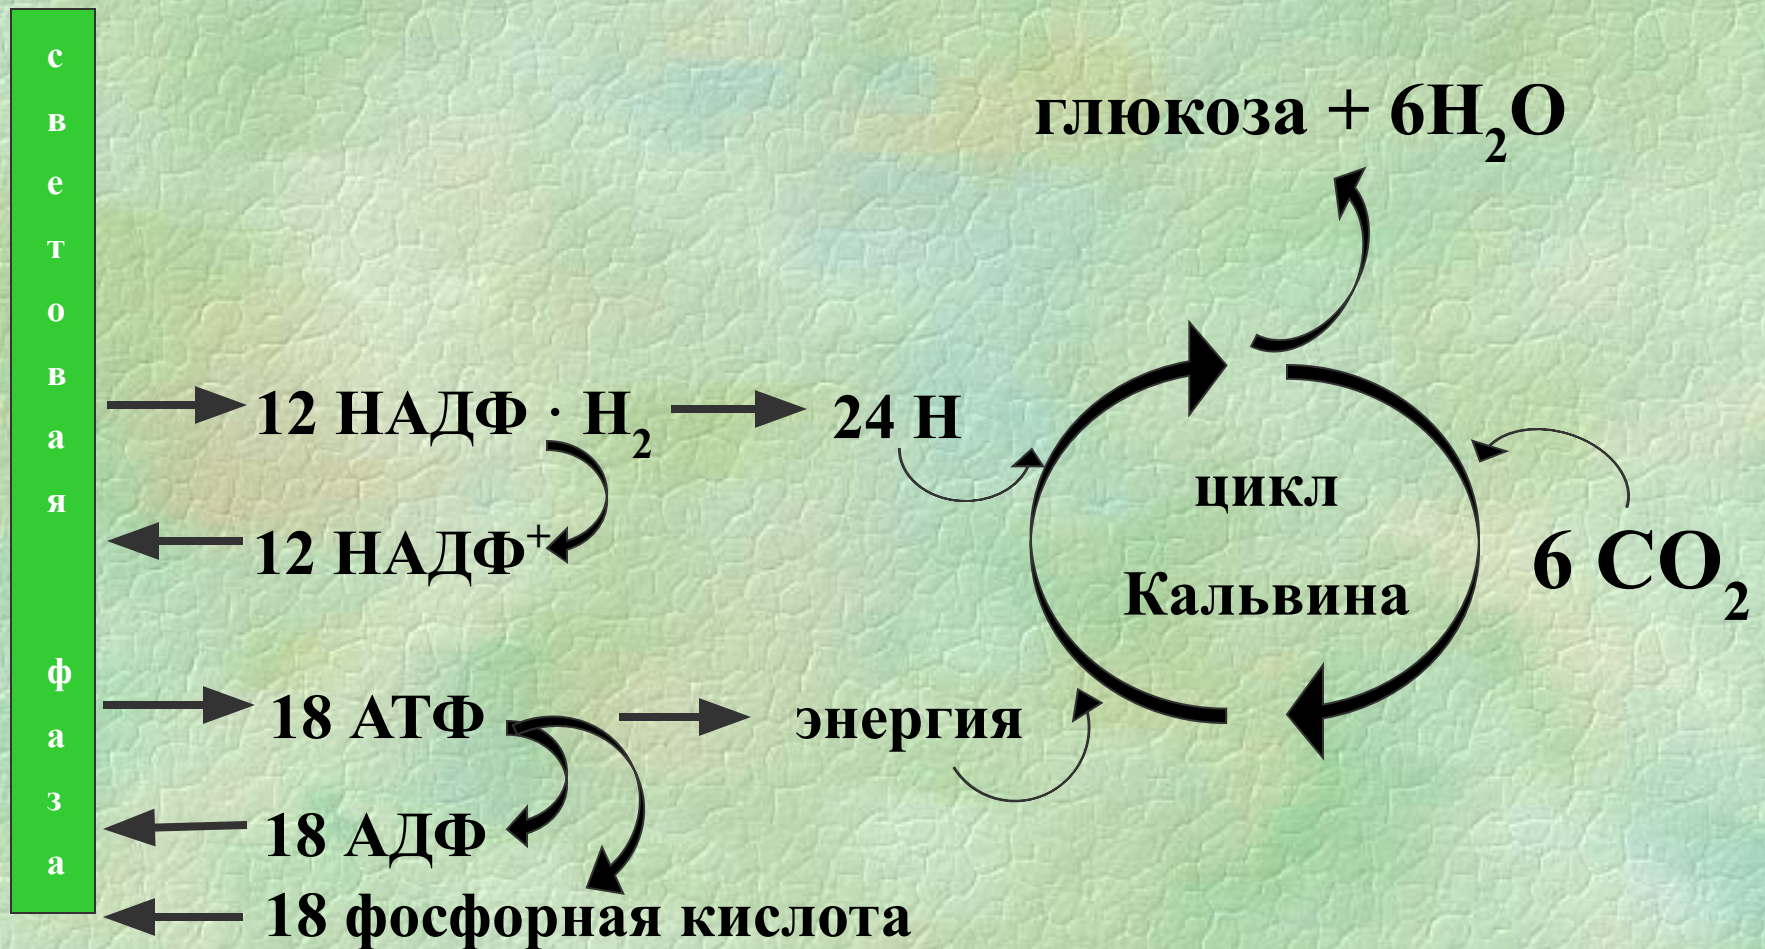 световая фаза
глюкоза + 6H₂O
12 НАДФ · H₂
24 H
12 НАДФ⁺
цикл
Кальвина
6 CO₂
18 АТФ
энергия
18 АДФ
18 фосфорная кислота